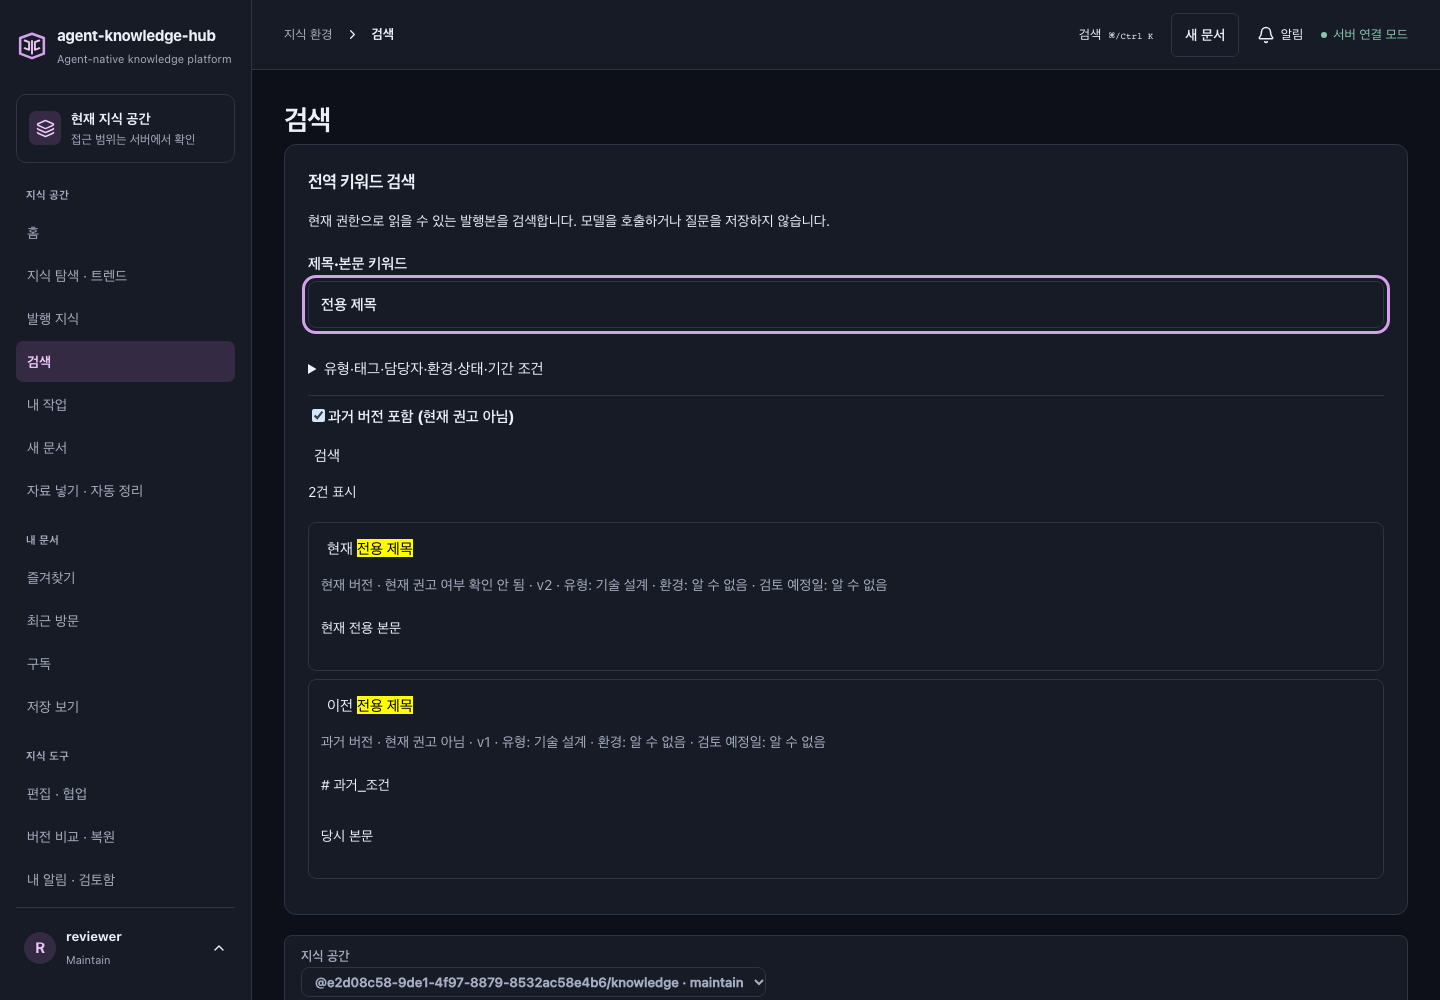 agent-knowledge-hub
Agent-native knowledge platform
현재 지식 공간
접근 범위는 서버에서 확인
지식 공간
홈
지식 탐색 · 트렌드
발행 지식
검색
내 작업
새 문서
자료 넣기 · 자동 정리
내 문서
즐겨찾기
최근 방문
구독
저장 보기
지식 도구
편집 · 협업
버전 비교 · 복원
내 알림 · 검토함
R
reviewer
Maintain
지식 환경 > 검색
검색 ⌘/Ctrl K
새 문서
알림
서버 연결 모드
검색
전역 키워드 검색
현재 권한으로 읽을 수 있는 발행본을 검색합니다. 모델을 호출하거나 질문을 저장하지 않습니다.
제목·본문 키워드
전용 제목
유형·태그·담당자·환경·상태·기간 조건
과거 버전 포함 (현재 권고 아님)
검색
2건 표시
현재 전용 제목
현재 버전 · 현재 권고 여부 확인 안 됨 · v2 · 유형: 기술 설계 · 환경: 알 수 없음 · 검토 예정일: 알 수 없음
현재 전용 본문
이전 전용 제목
과거 버전 · 현재 권고 아님 · v1 · 유형: 기술 설계 · 환경: 알 수 없음 · 검토 예정일: 알 수 없음
# 과거_조건
당시 본문
지식 공간
@e2d08c58-9de1-4f97-8879-8532ac58e4b6/knowledge · maintain